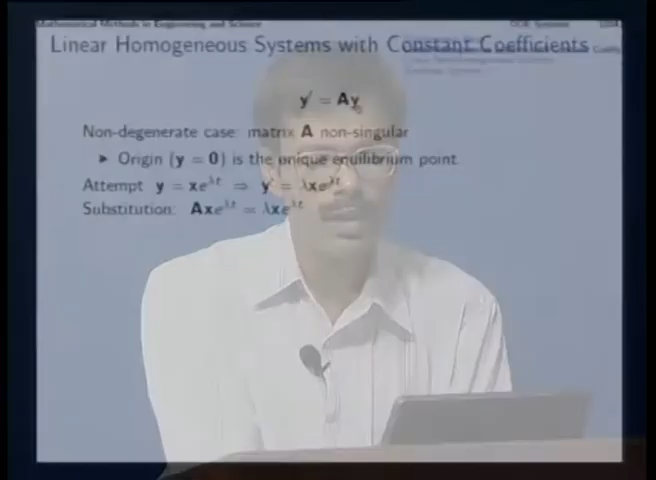 Mathematical Methods in Engineering and Science
ODE Systems
Linear Homogeneous Systems with Constant Coefficients
y′ = Ay
Non-degenerate case: matrix A non-singular
► Origin (y = 0) is the unique equilibrium point.
Attempt y = xe^{λt} ⇒ y′ = λxe^{λt}
Substitution: Axe^{λt} = λxe^{λt}